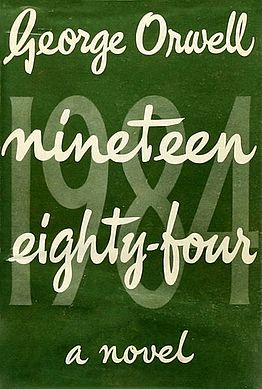 George Orwell
1984
nineteen
eighty-four
a novel